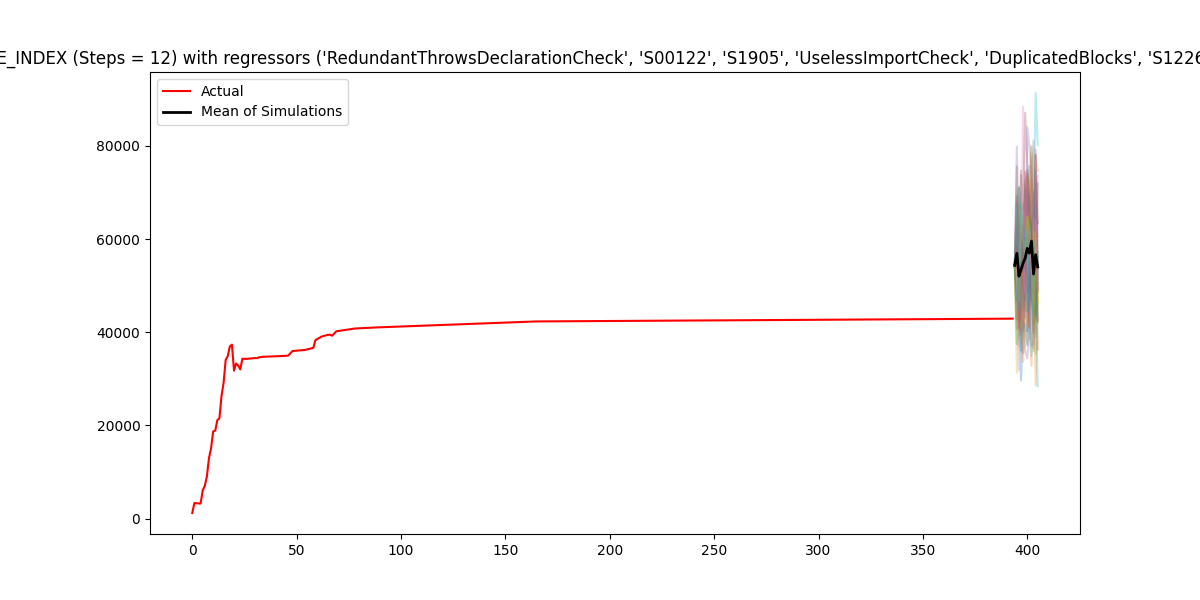 E_INDEX (Steps = 12) with regressors ('RedundantThrowsDeclarationCheck', 'S00122', 'S1905', 'UselessImportCheck', 'DuplicatedBlocks', 'S1226
Actual
Mean of Simulations
80000
60000
40000
20000
0
0 50 100 150 200 250 300 350 400